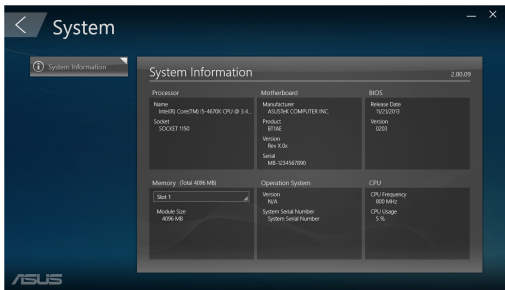 System
System Information
System Information
2.00.09
Processor
Name
Intel(R) Core(TM) i5-4670K CPU @ 3.4...
Socket
SOCKET 1150
Motherboard
Manufacturer
ASUSTeK COMPUTER INC.
Product
BT1AE
Version
Rev X.0x
Serial
MB-1234567890
BIOS
Release Date
11/21/2013
Version
0203
Memory (Total 4096 MB)
Slot 1
Module Size
4096 MB
Operation System
Version
N/A
System Serial Number
System Serial Number
CPU
CPU Frequency
800 MHz
CPU Usage
5 %
ASUS